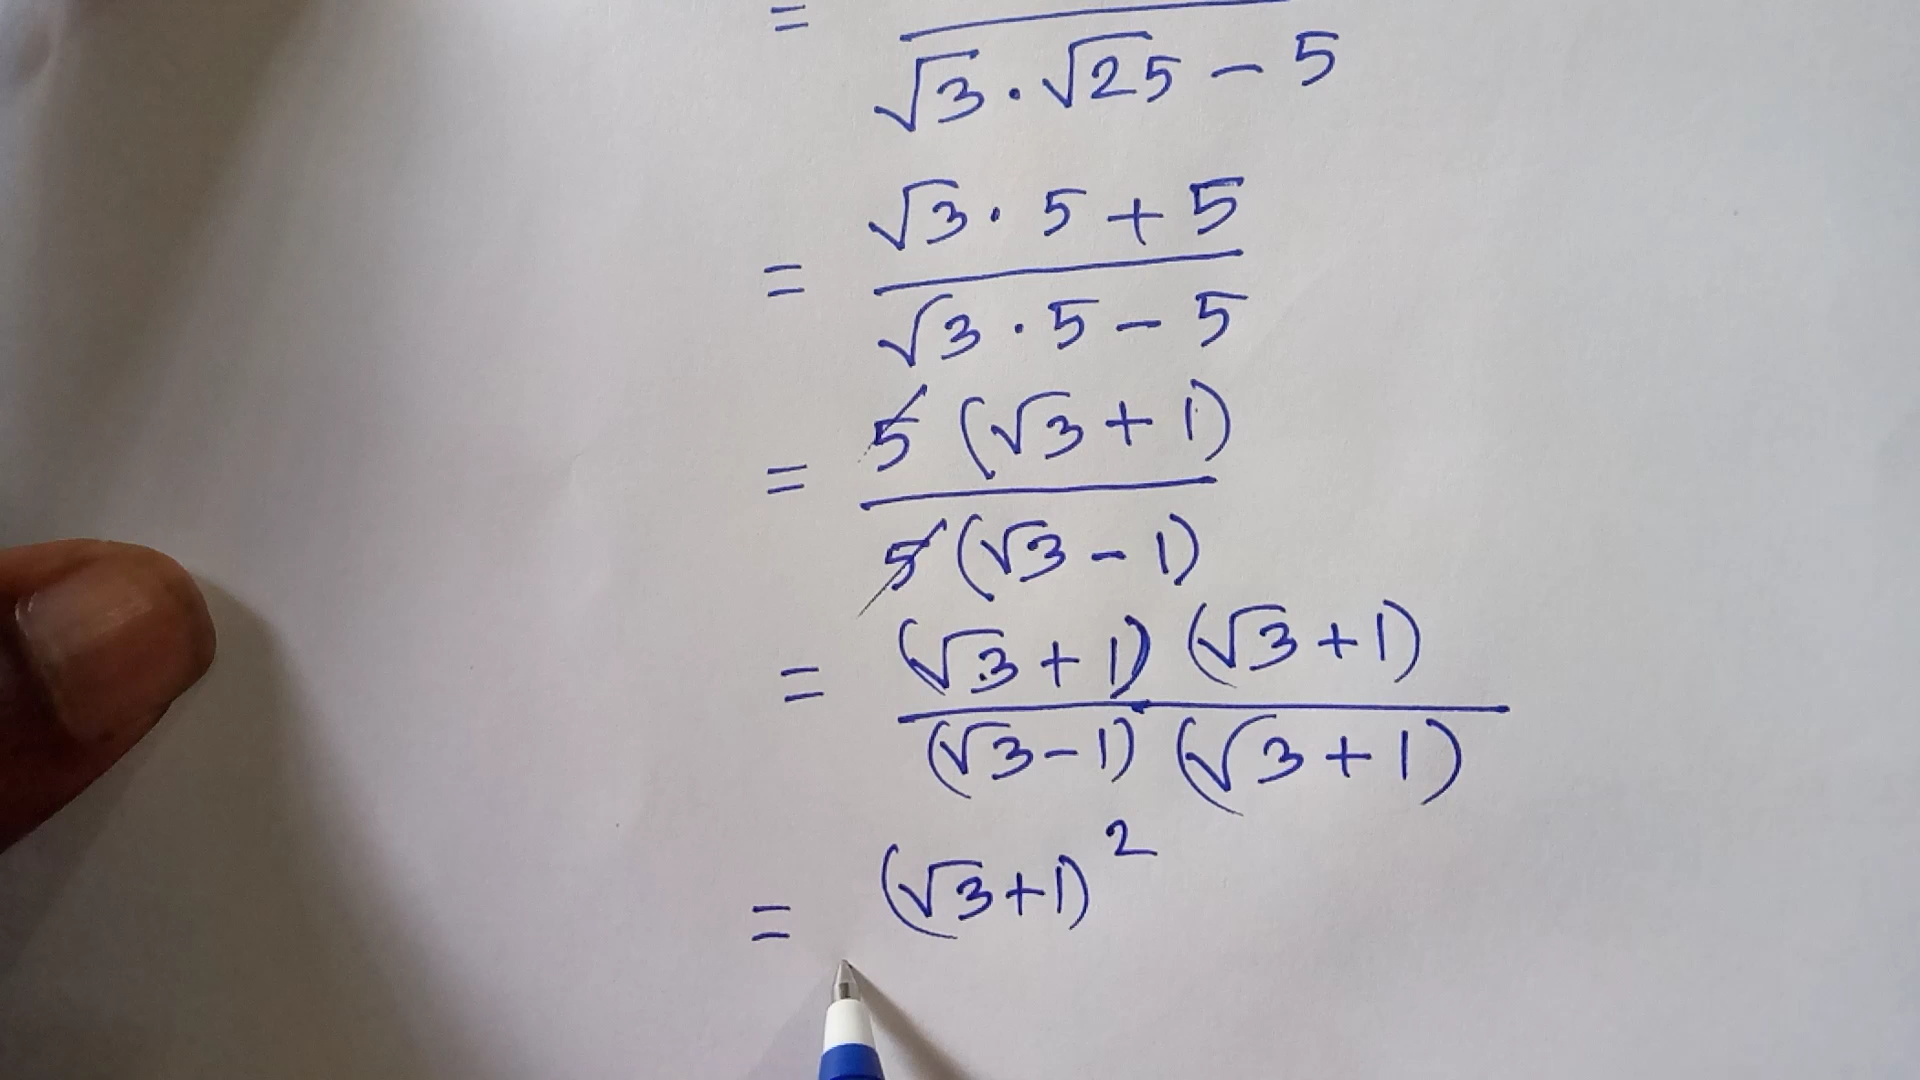 =
√3 · √25 - 5
√3 · 5 + 5
=
√3 · 5 - 5
5 (√3 + 1)
=
5 (√3 - 1)
(√3 + 1) (√3 + 1)
=
(√3 - 1) (√3 + 1)
= (√3 + 1)²